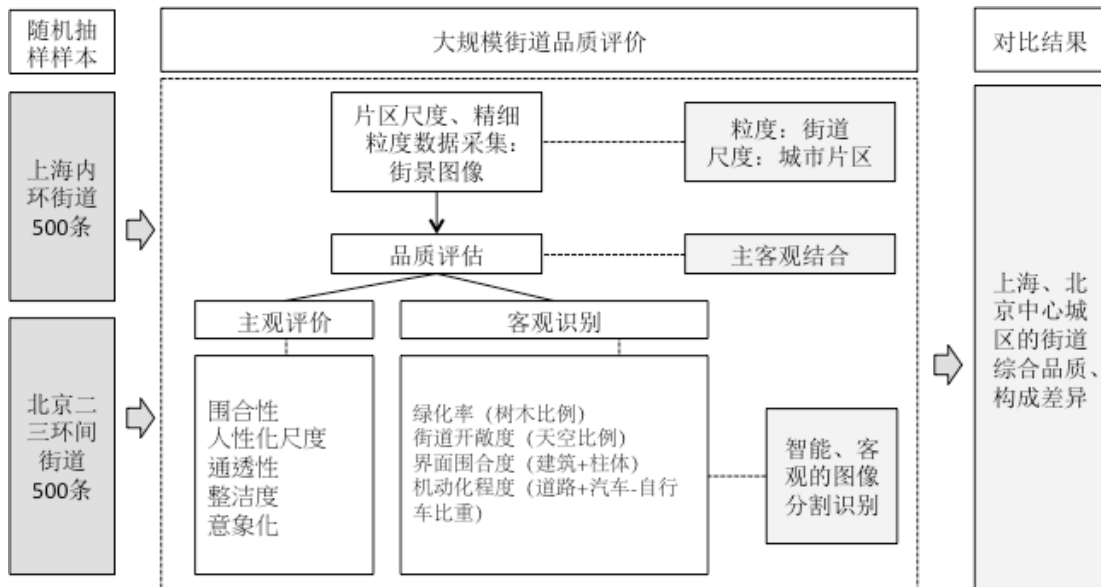 随机抽
样样本
大规模街道品质评价
对比结果
上海内
环街道
500条
北京二
三环间
街道
500条
片区尺度、精细
粒度数据采集：
街景图像
粒度：街道
尺度：城市片区
品质评估
主客观结合
主观评价
客观识别
围合性
人性化尺度
通透性
整洁度
意象化
绿化率（树木比例）
街道开敞度（天空比例）
界面围合度（建筑+柱体）
机动化程度（道路+汽车-自行
车比重）
智能、客
观的图像
分割识别
上海、北
京中心城
区的街道
综合品质、
构成差异